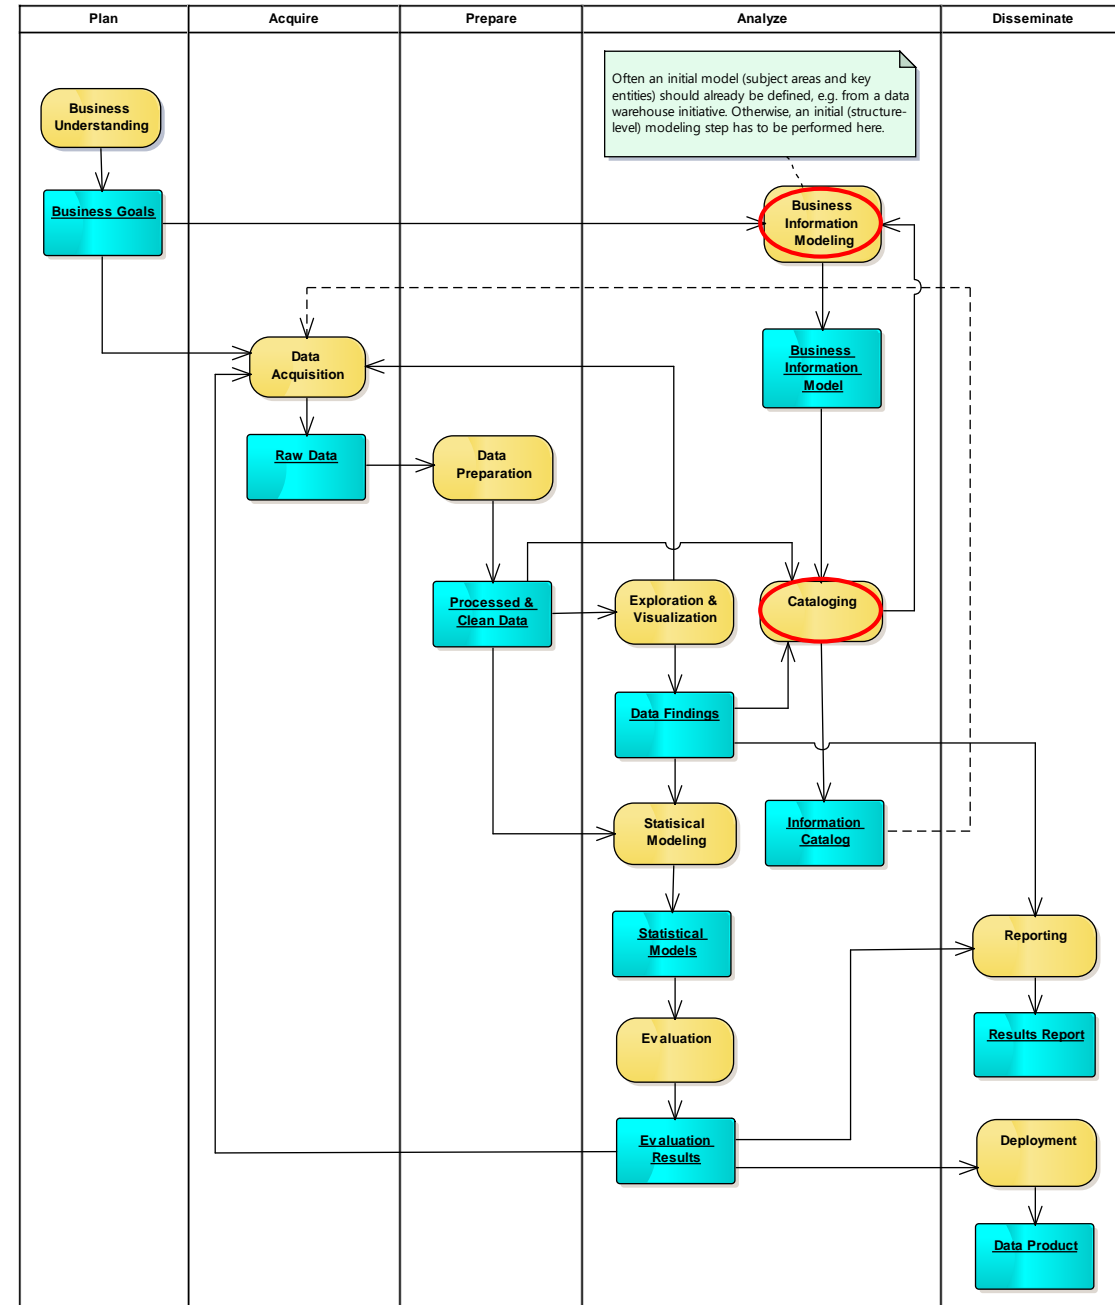 Plan
Acquire
Prepare
Analyze
Disseminate
Often an initial model (subject areas and key
entities) should already be defined, e.g. from a data
warehouse initiative. Otherwise, an initial (structure-
level) modeling step has to be performed here.
Business
Understanding
Business Goals
Business
Information
Modeling
Data
Acquisition
Business
Information
Model
Raw Data
Data
Preparation
Processed &
Clean Data
Exploration &
Visualization
Cataloging
Data Findings
Statisical
Modeling
Information
Catalog
Statistical
Models
Reporting
Evaluation
Results Report
Evaluation
Results
Deployment
Data Product